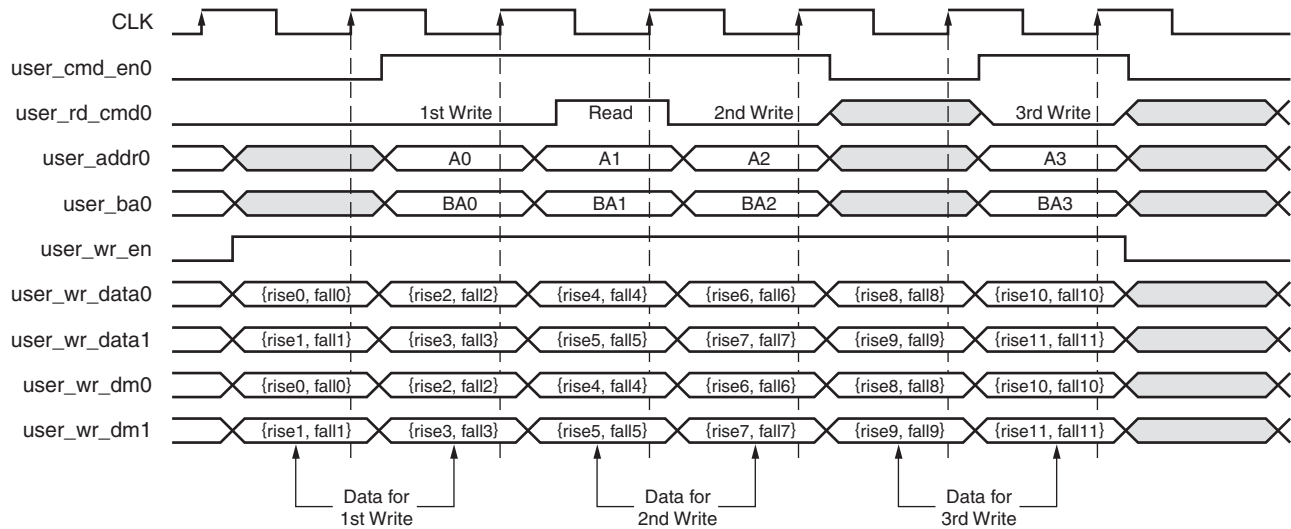 CLK
user_cmd_en0
user_rd_cmd0 1st Write Read 2nd Write 3rd Write
user_addr0 A0 A1 A2 A3
user_ba0 BA0 BA1 BA2 BA3
user_wr_en
user_wr_data0 {rise0, fall0} {rise2, fall2} {rise4, fall4} {rise6, fall6} {rise8, fall8} {rise10, fall10}
user_wr_data1 {rise1, fall1} {rise3, fall3} {rise5, fall5} {rise7, fall7} {rise9, fall9} {rise11, fall11}
user_wr_dm0 {rise0, fall0} {rise2, fall2} {rise4, fall4} {rise6, fall6} {rise8, fall8} {rise10, fall10}
user_wr_dm1 {rise1, fall1} {rise3, fall3} {rise5, fall5} {rise7, fall7} {rise9, fall9} {rise11, fall11}
Data for Data for Data for
1st Write 2nd Write 3rd Write